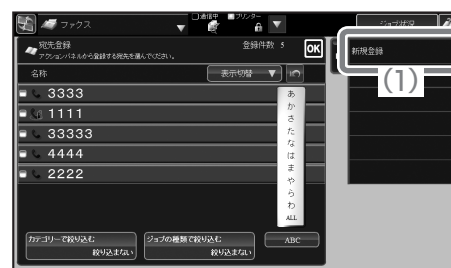 ファクス
送信中
プリンター
ジョブ状況
宛先登録
アクションパネルから登録する宛先を選んでください。
登録件数 5
OK
新規登録
(1)
名称
表示切替
3333
1111
33333
4444
2222
あ
か
さ
た
な
は
ま
や
ら
わ
ALL
カテゴリーで絞り込む
絞り込まない
ジョブの種類で絞り込む
絞り込まない
ABC